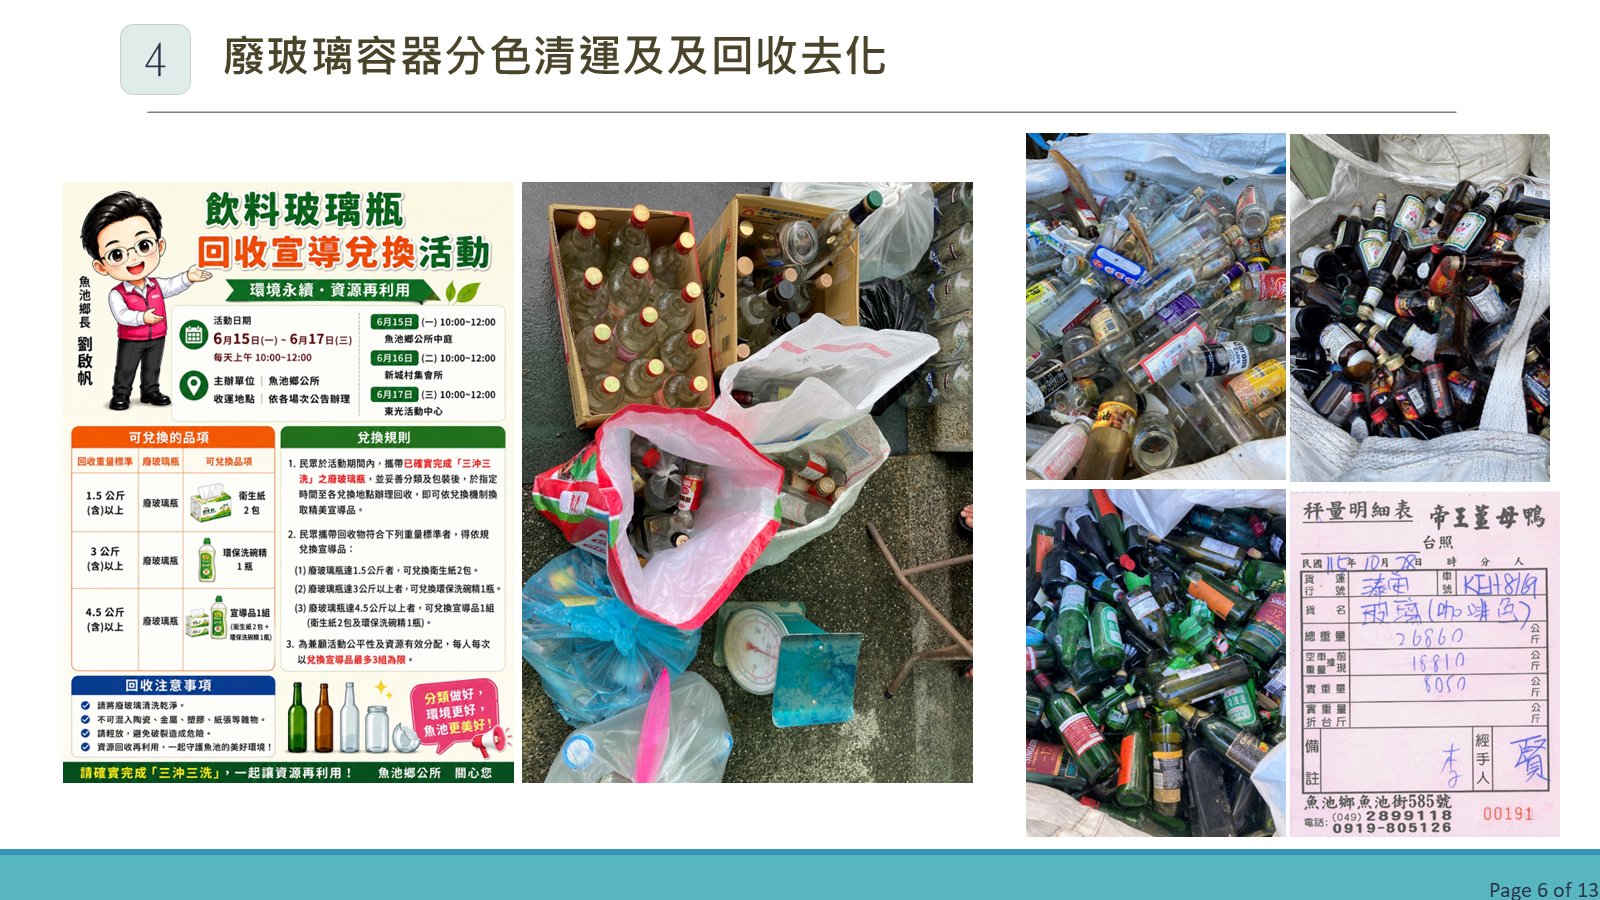 4
廢玻璃容器分色清運及及回收去化
飲料玻璃瓶
回收宣導兌換活動
環境永續・資源再利用
魚池鄉長 劉啟帆
活動日期
6月15日(一) ~ 6月17日(三)
每天上午 10:00~12:00
主辦單位｜魚池鄉公所
收運地點｜依各場次公告辦理
6月15日 (一) 10:00~12:00
魚池鄉公所中庭
6月16日 (二) 10:00~12:00
新城村集會所
6月17日 (三) 10:00~12:00
東光活動中心
可兌換的品項
回收重量標準 廢玻璃瓶 可兌換品項
1.5 公斤
(含)以上
廢玻璃瓶
衛生紙
2 包
3 公斤
(含)以上
廢玻璃瓶
環保洗碗精
1 瓶
4.5 公斤
(含)以上
廢玻璃瓶
宣導品1組
(衛生紙2包 +
環保洗碗精1瓶)
兌換規則
1. 民眾於活動期間內，攜帶已確實完成「三沖三
洗」之廢玻璃瓶，並妥善分類及包裝後，於指定
時間至各兌換地點辦理回收，即可依兌換機制換
取精美宣導品。
2. 民眾攜帶回收物符合下列重量標準者，得依規
兌換宣導品：
(1) 廢玻璃瓶達1.5公斤者，可兌換衛生紙2包。
(2) 廢玻璃瓶達3公斤以上者，可兌換環保洗碗精1瓶。
(3) 廢玻璃瓶達4.5公斤以上者，可兌換宣導品1組
(衛生紙2包及環保洗碗精1瓶)。
3. 為兼顧活動公平性及資源有效分配，每人每次
以兌換宣導品最多3組為限。
回收注意事項
請將廢玻璃清洗乾淨。
不可混入陶瓷、金屬、塑膠、紙張等雜物。
請輕放，避免破裂造成危險。
資源回收再利用，一起守護魚池的美好環境！
分類做好，
環境更好，
魚池更美好！
請確實完成「三沖三洗」，一起讓資源再利用！ 魚池鄉公所 關心您
秤量明細表 帝王薑母鴨
台照
民國115年10月28日 時 分 人
貨運行號 車號 KEH8169
貨名 玻璃(咖啡色)
總重量 26860 公斤
空車重量 據前現 18810 公斤
實重量 8050 公斤
實重量折台斤 公斤
備註 李 經手人 賢
魚池鄉魚池街585號
電話：(049) 2899118
0919-805126
00191
Page 6 of 13